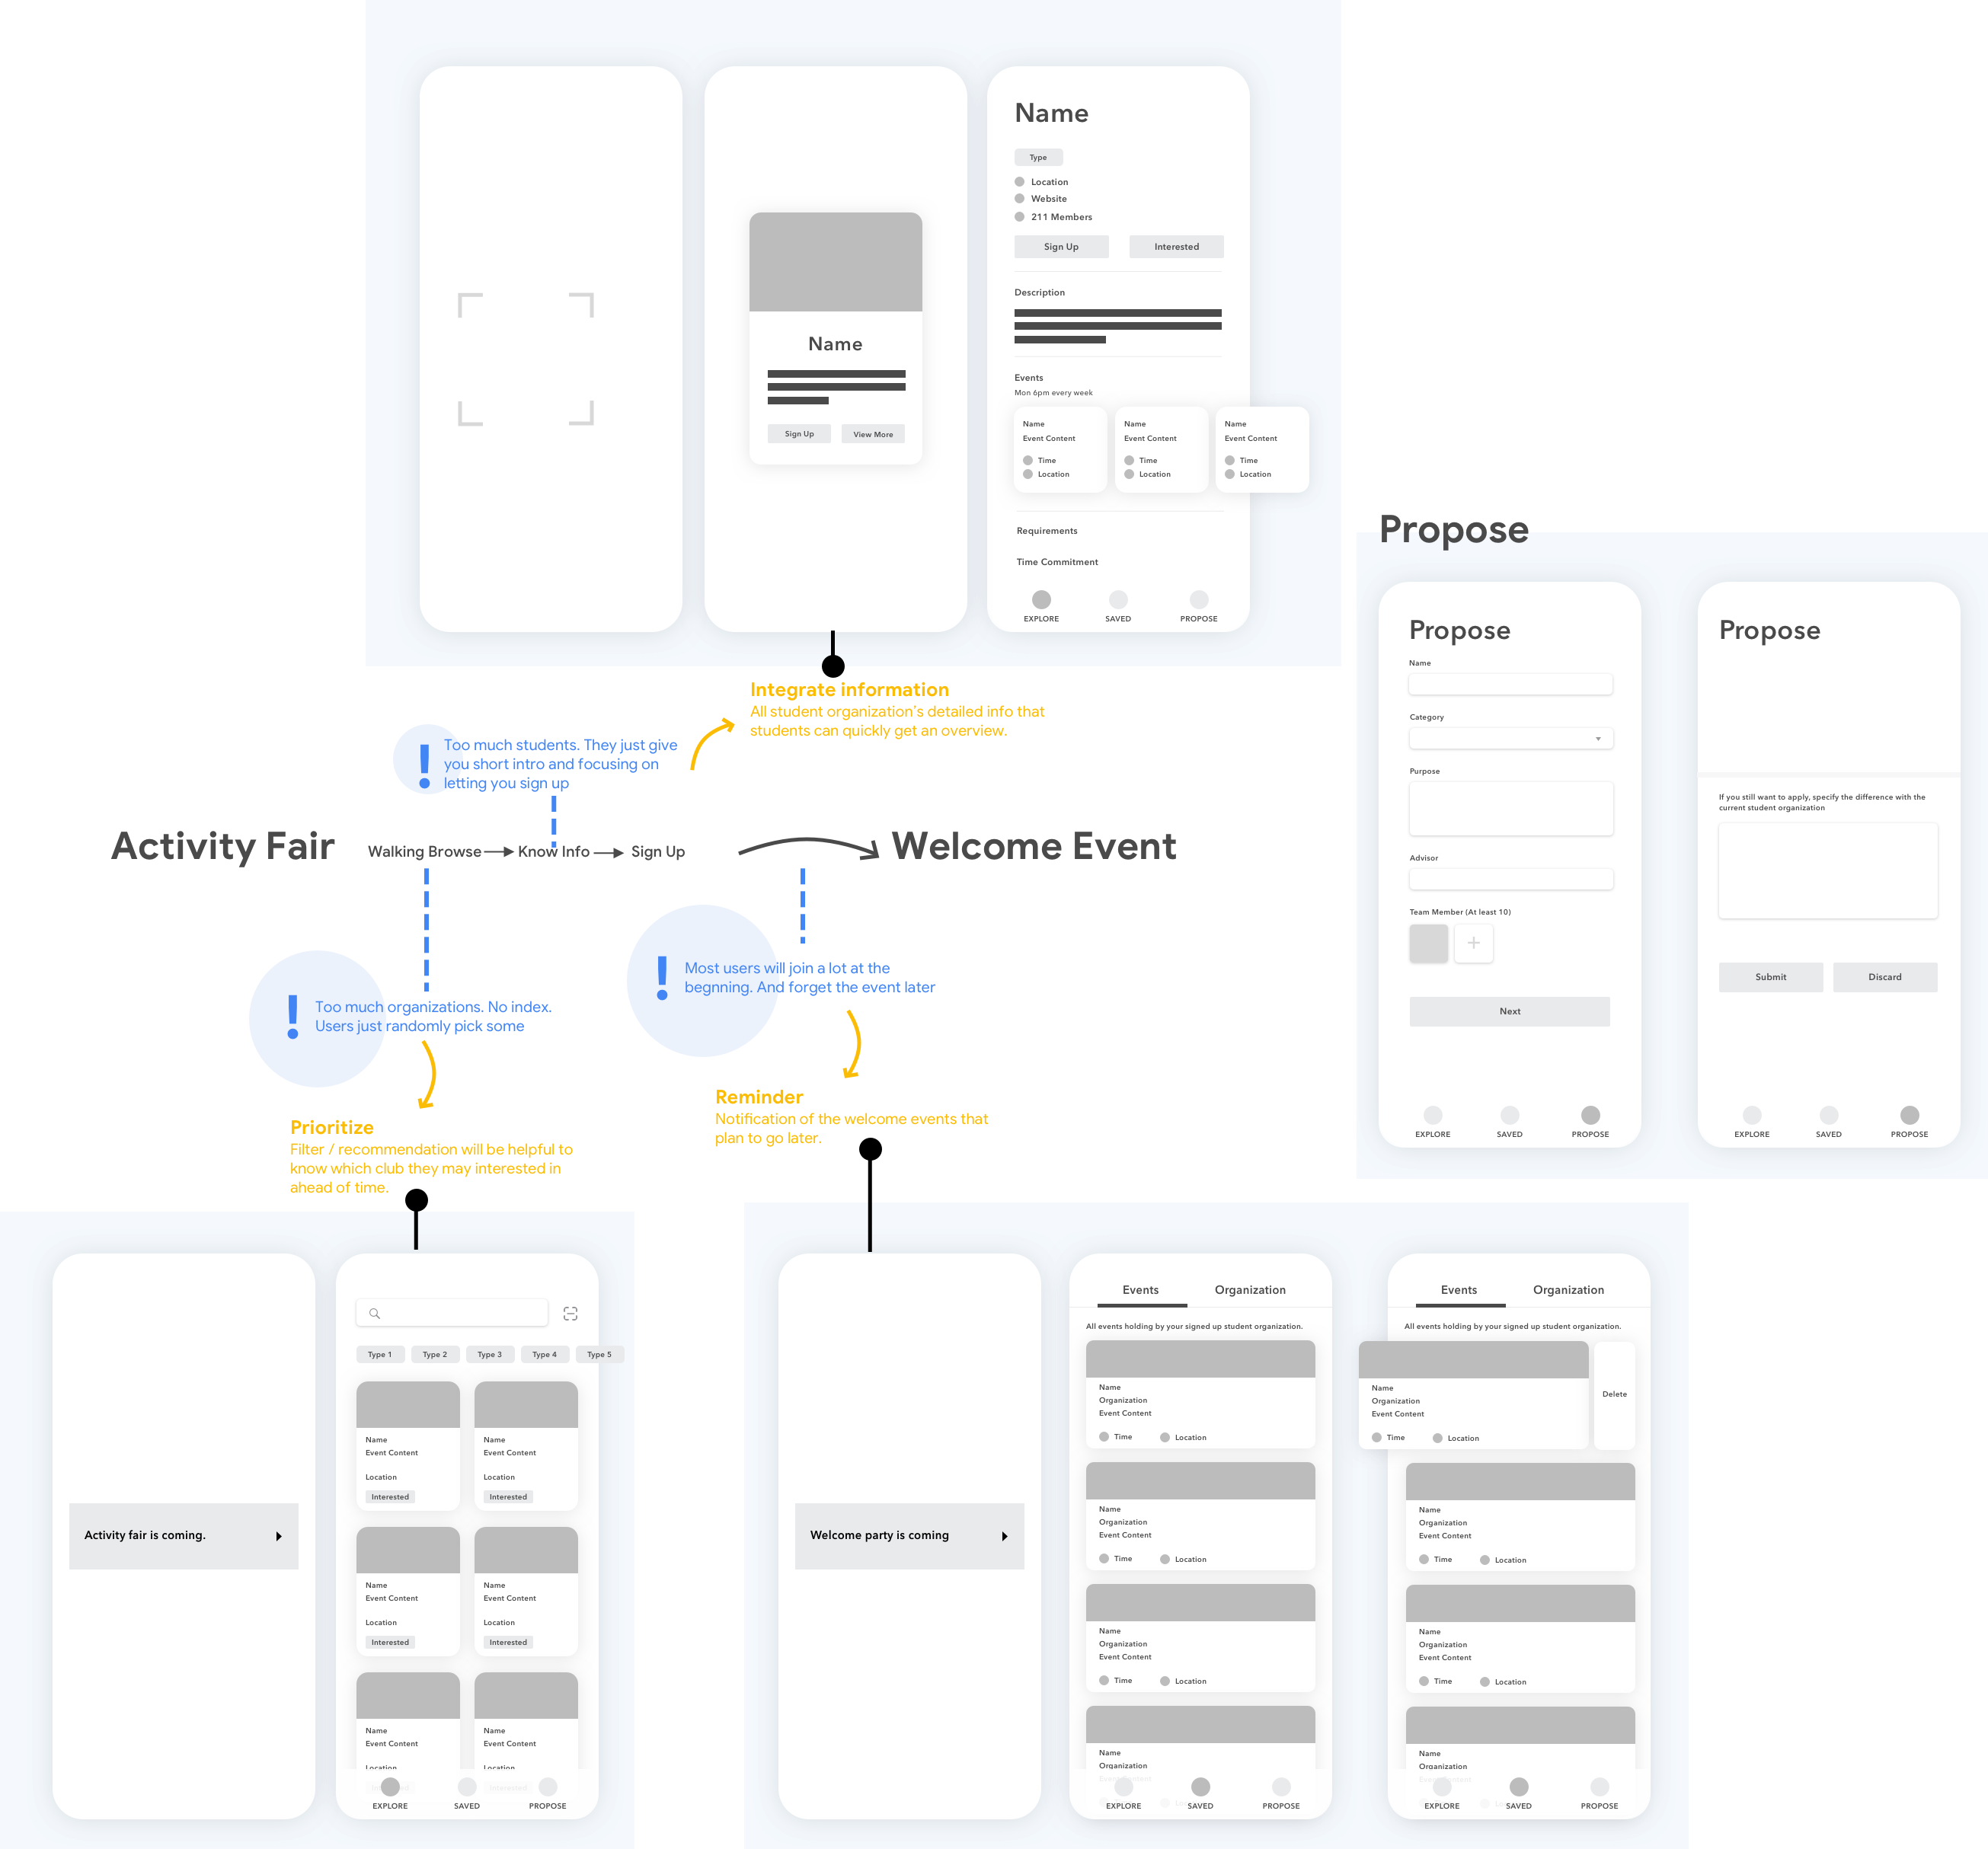 Name
Type
Location
Website
211 Members
Sign Up
Interested
Description
Events
Mon 6pm every week
Name
Event Content
Time
Location
Name
Event Content
Time
Location
Name
Event Content
Time
Location
Requirements
Time Commitment
EXPLORE
SAVED
PROPOSE
Name
Sign Up
View More
Integrate information
All student organization's detailed info that
students can quickly get an overview.
! Too much students. They just give
you short intro and focusing on
letting you sign up
Activity Fair
Walking Browse
Know Info
Sign Up
Welcome Event
! Too much organizations. No index.
Users just randomly pick some
! Most users will join a lot at the
begnning. And forget the event later
Prioritize
Filter / recommendation will be helpful to
know which club they may interested in
ahead of time.
Reminder
Notification of the welcome events that
plan to go later.
Propose
Propose
Name
Category
Purpose
Advisor
Team Member (At least 10)
+
Next
EXPLORE
SAVED
PROPOSE
Propose
If you still want to apply, specify the difference with the
current student organization
Submit
Discard
EXPLORE
SAVED
PROPOSE
Activity fair is coming.
Type 1
Type 2
Type 3
Type 4
Type 5
Name
Event Content
Location
Interested
Name
Event Content
Location
Interested
Name
Event Content
Location
Interested
Name
Event Content
Location
Interested
Name
Event Content
Location
Name
Event Content
Location
Interested
EXPLORE
SAVED
PROPOSE
Welcome party is coming
Events
Organization
All events holding by your signed up student organization.
Name
Organization
Event Content
Time
Location
Name
Organization
Event Content
Time
Location
Name
Organization
Event Content
Time
Location
Name
Organization
EXPLORE
SAVED
PROPOSE
Events
Organization
All events holding by your signed up student organization.
Name
Organization
Event Content
Time
Location
Delete
Name
Organization
Event Content
Time
Location
Name
Organization
Event Content
Time
Location
Name
Organization
EXPLORE
SAVED
PROPOSE